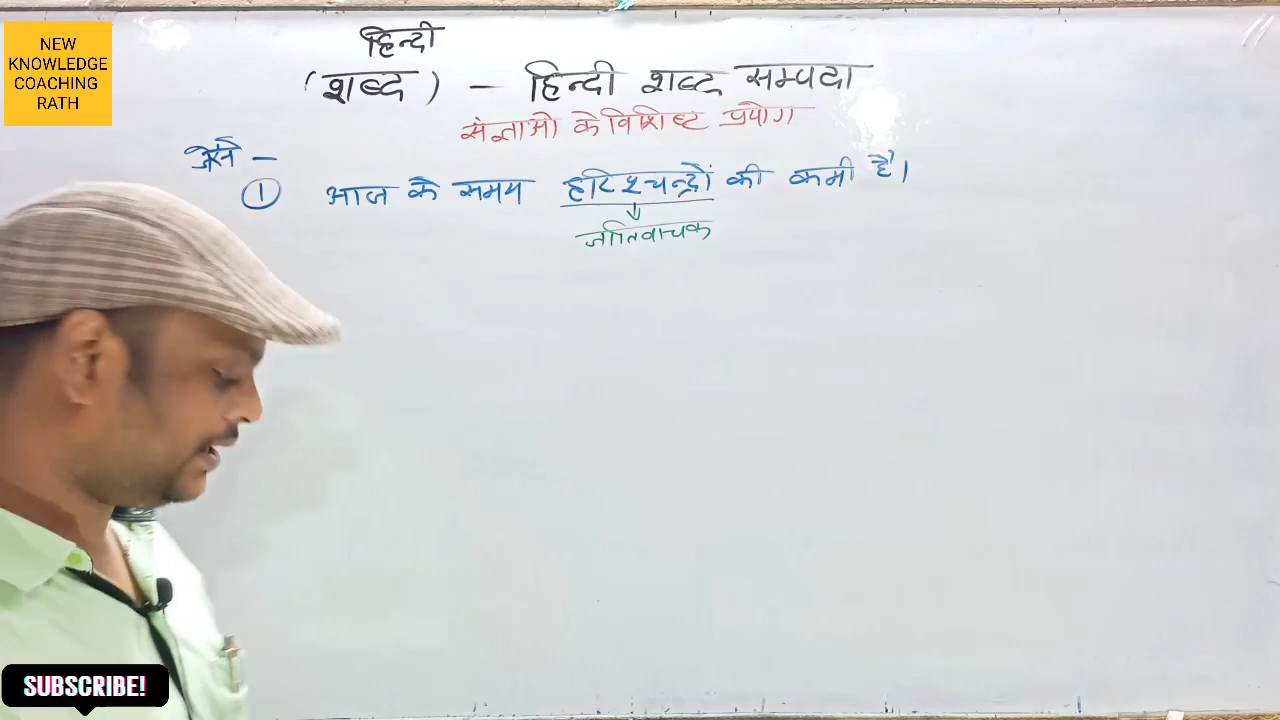 NEW
KNOWLEDGE
COACHING
RATH
हिन्दी
(शब्द) - हिन्दी शब्द सम्पदा
संज्ञाओ के विशिष्ट प्रयोग
जैसे -
① आज के समय हरिश्चन्द्रों की कमी है।
↓
जातिवाचक
SUBSCRIBE!